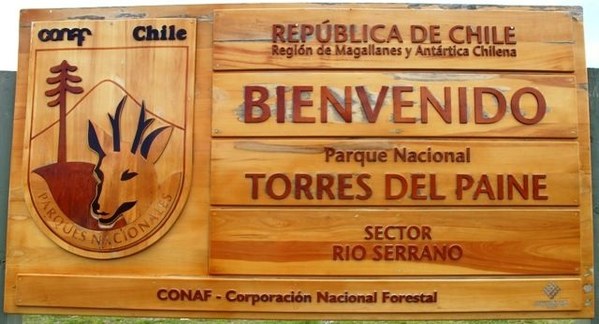 CONAF Chile
PARQUES NACIONALES
REPÚBLICA DE CHILE
Región de Magallanes y Antártica Chilena
BIENVENIDO
Parque Nacional
TORRES DEL PAINE
SECTOR
RIO SERRANO
CONAF - Corporación Nacional Forestal